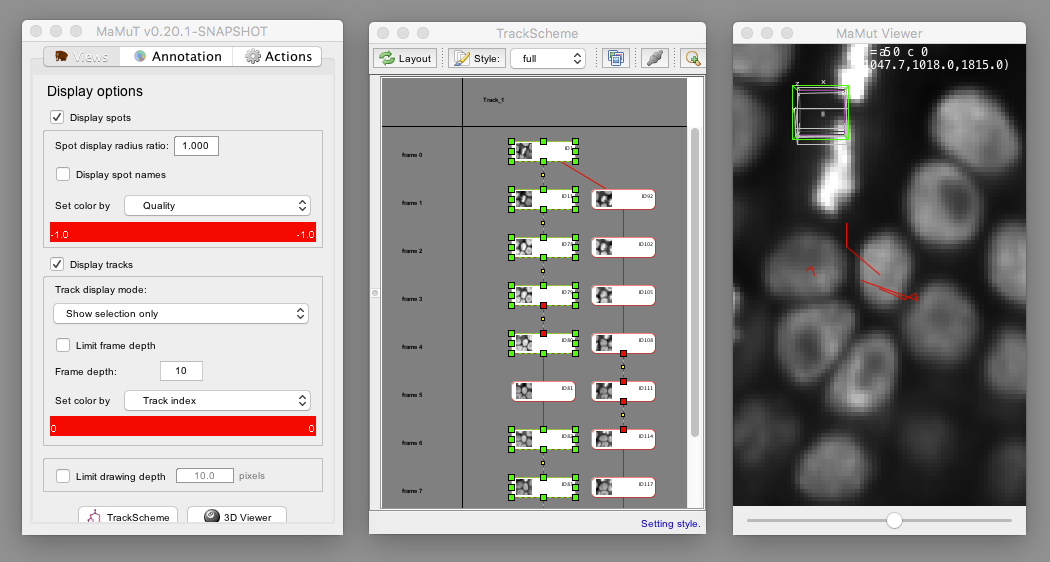 MaMuT v0.20.1-SNAPSHOT
Views
Annotation
Actions
Display options
Display spots
Spot display radius ratio: 1.000
Display spot names
Set color by Quality
-1.0 -1.0
Display tracks
Track display mode:
Show selection only
Limit frame depth
Frame depth: 10
Set color by Track index
0 0
Limit drawing depth 10.0 pixels
TrackScheme 3D Viewer
TrackScheme
Layout Style: full
Track_1
frame 0
frame 1 ID92
frame 2 ID102
frame 3 ID105
frame 4 ID108
frame 5 ID81 ID111
frame 6 ID114
frame 7 ID117
Setting style.
MaMut Viewer
c 0
047.7,1018.0,1815.0)